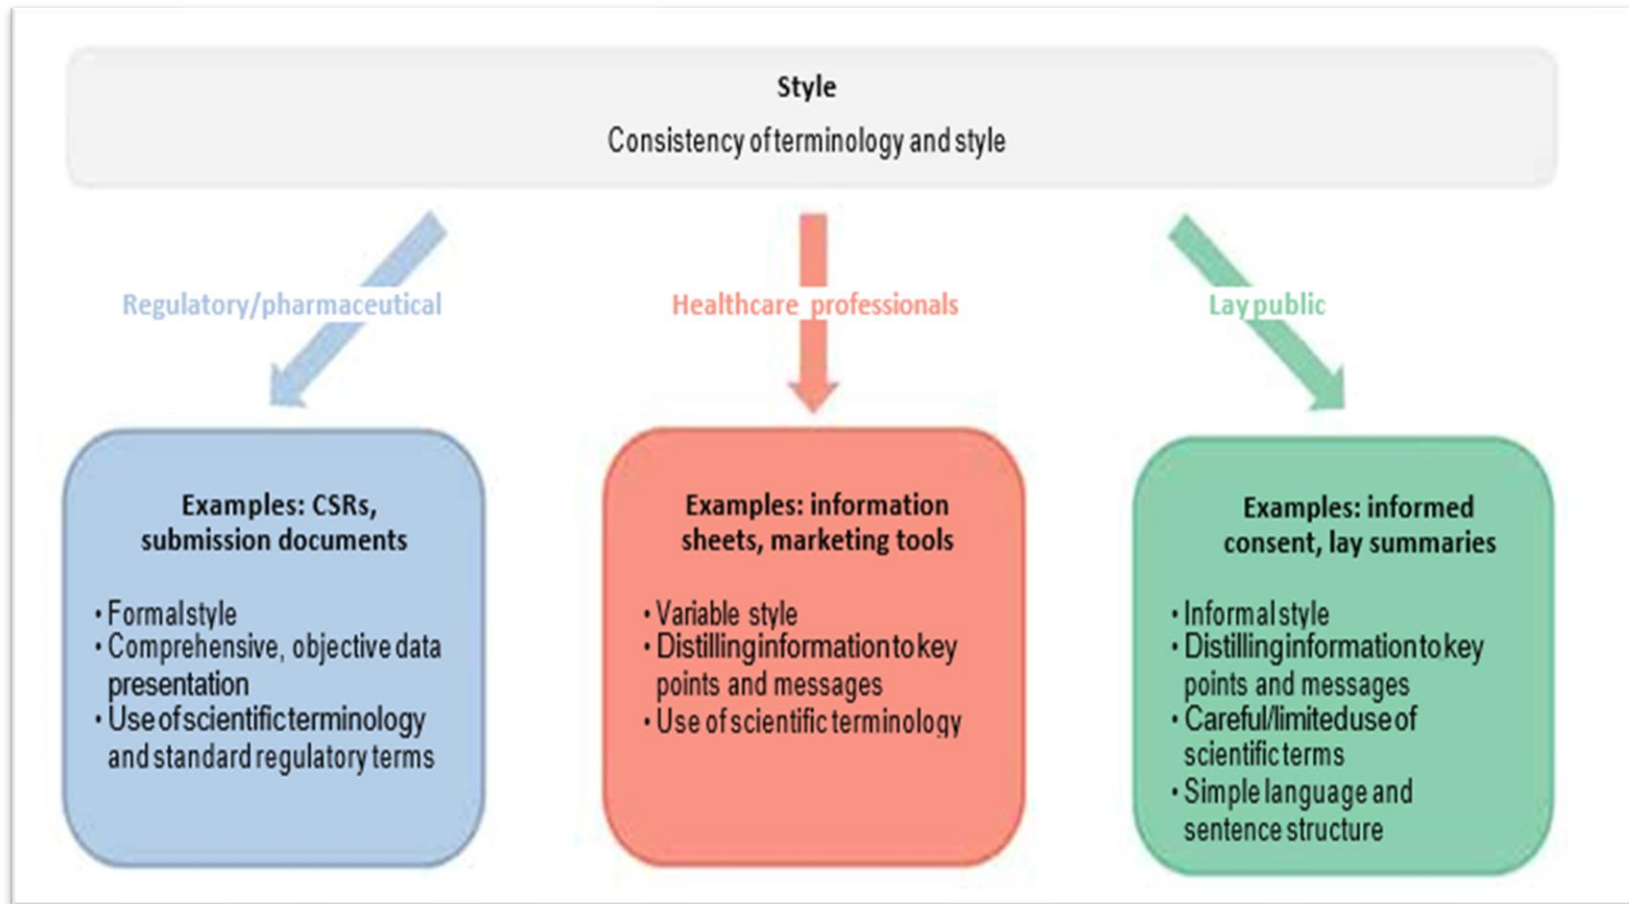 Style
Consistency of terminology and style
Regulatory/pharmaceutical
Healthcare professionals
Lay public
Examples: CSRs,
submission documents
• Formal style
• Comprehensive, objective data
presentation
• Use of scientific terminology
and standard regulatory terms
Examples: information
sheets, marketing tools
• Variable style
• Distilling information to key
points and messages
• Use of scientific terminology
Examples: informed
consent, lay summaries
• Informal style
• Distilling information to key
points and messages
• Careful/limited use of
scientific terms
• Simple language and
sentence structure